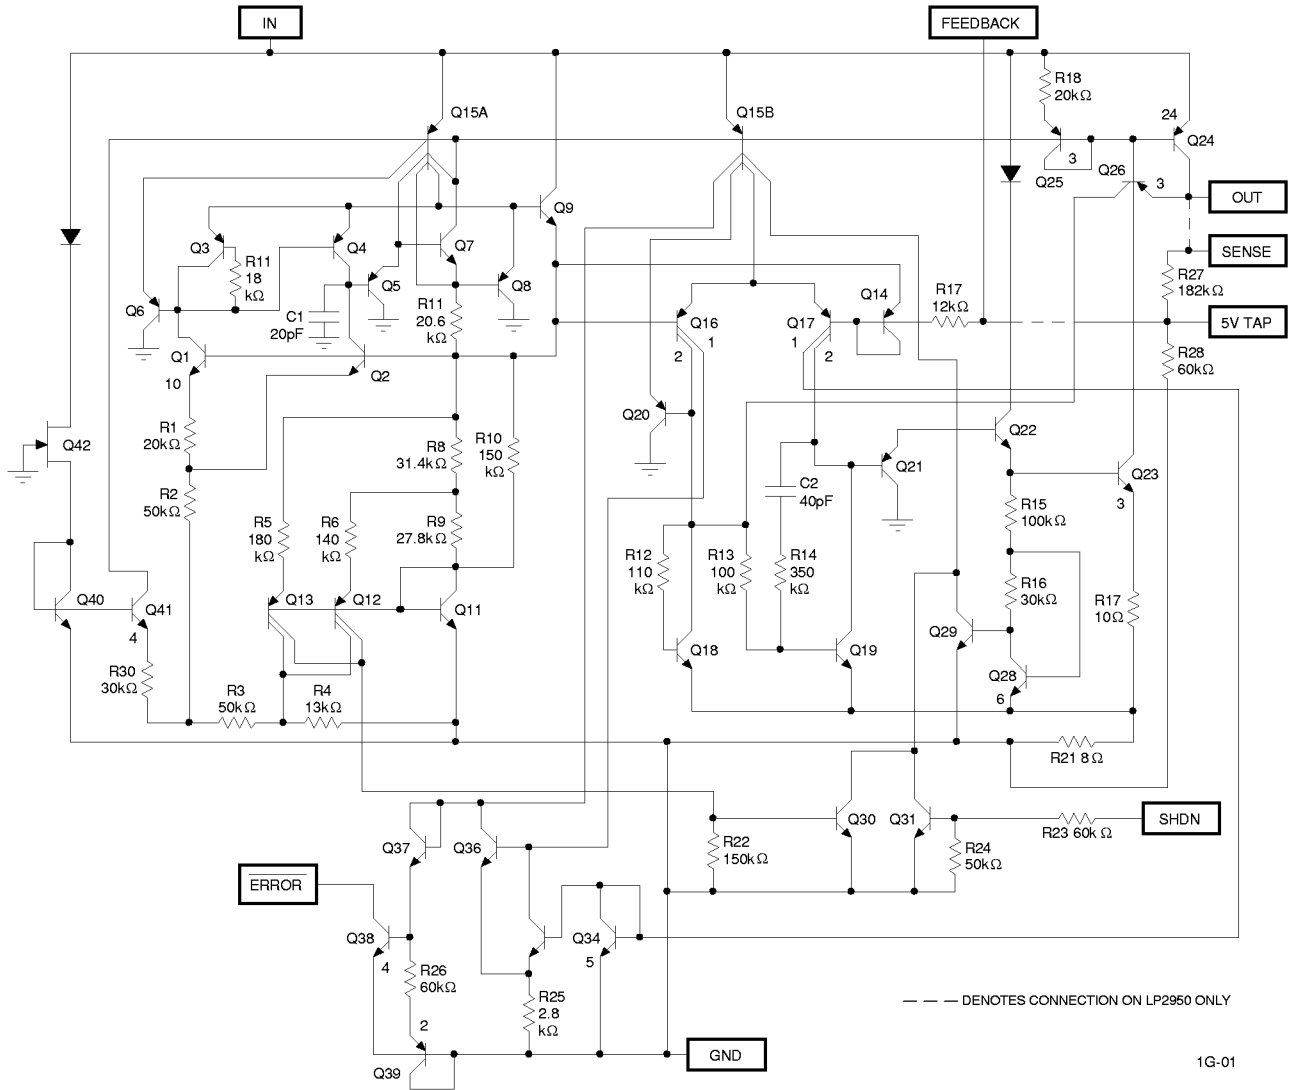 IN
FEEDBACK
R18
20kΩ
Q15A
Q15B
24
Q24
3
Q25
Q26
3
OUT
Q9
Q3
Q4
Q7
SENSE
R11
18
kΩ
Q5
Q8
Q6
C1
20pF
R11
20.6
kΩ
Q16
1
2
Q17
1
2
Q14
R17
12kΩ
R27
182kΩ
5V TAP
R28
60kΩ
Q1
10
Q2
Q20
Q22
R1
20kΩ
Q42
R8
31.4kΩ
R10
150
kΩ
Q21
Q23
3
R2
50kΩ
C2
40pF
R5
180
kΩ
R6
140
kΩ
R9
27.8kΩ
R15
100kΩ
R12
110
kΩ
R13
100
kΩ
R14
350
kΩ
R16
30kΩ
R17
10Ω
Q40
Q41
4
Q13
Q12
Q11
Q29
Q18
Q19
Q28
6
R30
30kΩ
R3
50kΩ
R4
13kΩ
R21 8Ω
Q30
Q31
SHDN
R23 60k Ω
R22
150kΩ
R24
50kΩ
Q37
Q36
ERROR
Q38
4
Q34
5
R26
60kΩ
R25
2.8
kΩ
DENOTES CONNECTION ON LP2950 ONLY
2
Q39
GND
1G-01